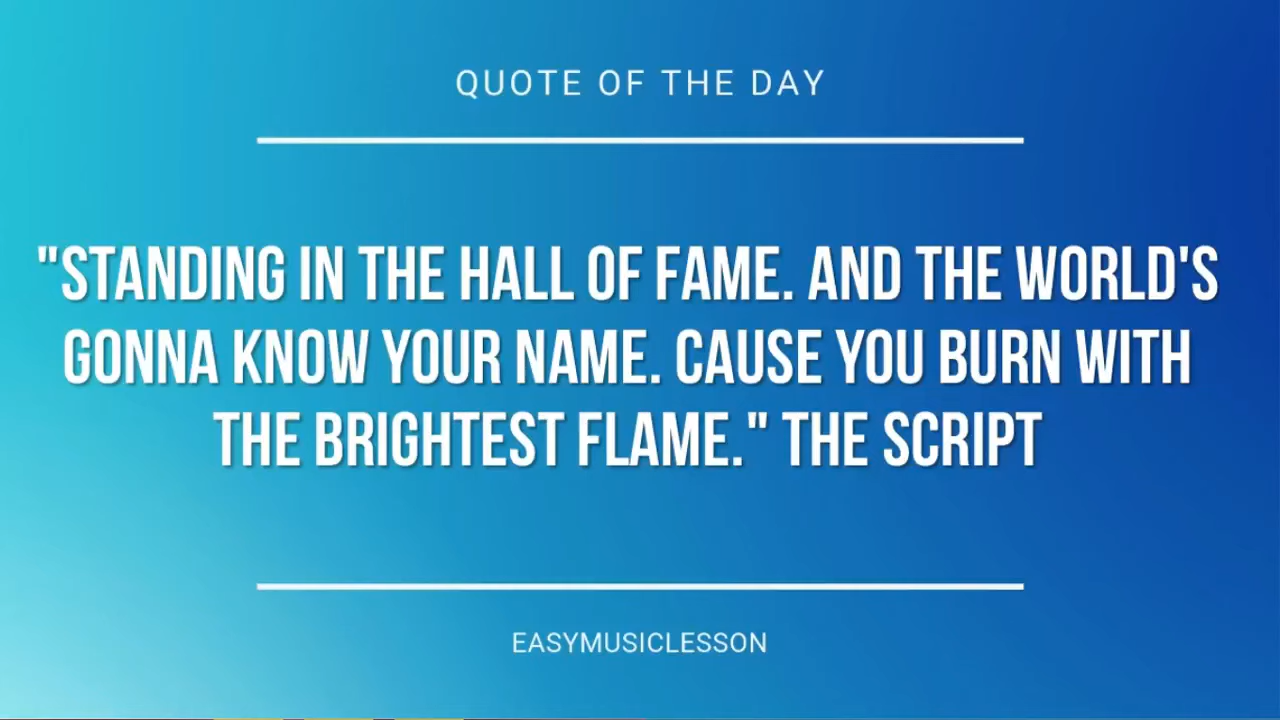 QUOTE OF THE DAY
"STANDING IN THE HALL OF FAME. AND THE WORLD'S
GONNA KNOW YOUR NAME. CAUSE YOU BURN WITH
THE BRIGHTEST FLAME." THE SCRIPT
EASYMUSICLESSON